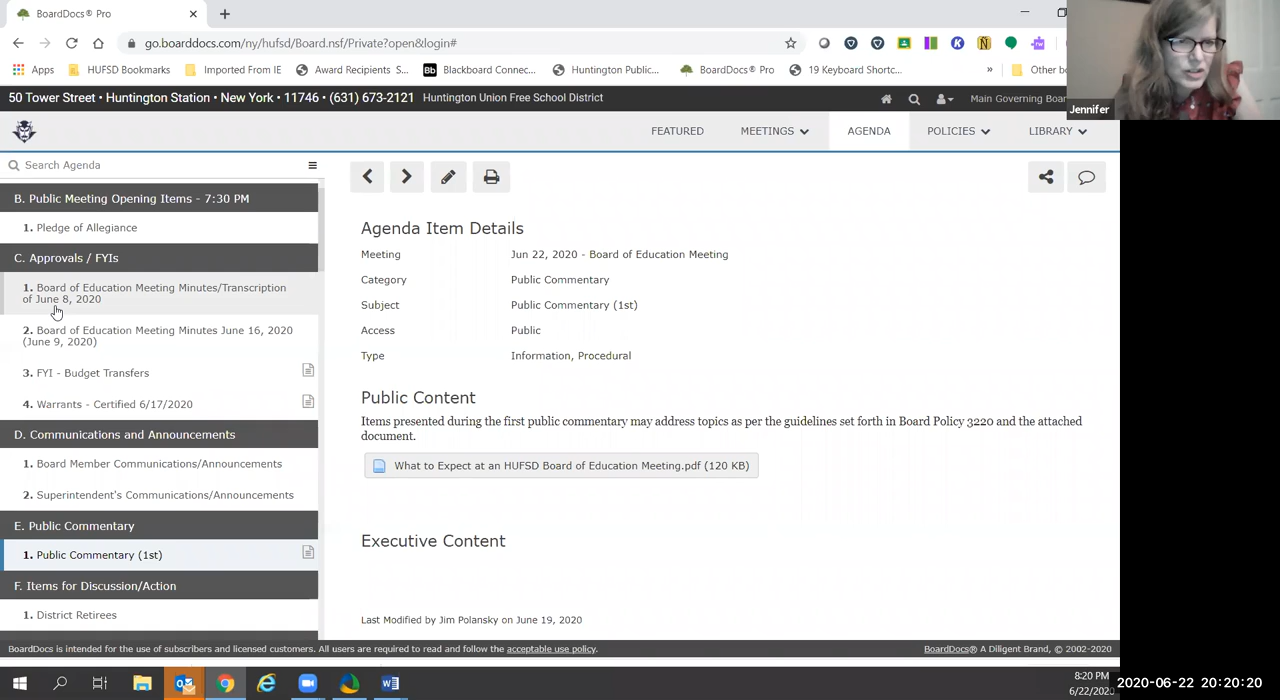 BoardDocs® Pro
go.boarddocs.com/ny/hufsd/Board.nsf/Private?open&login#
Apps HUFSD Bookmarks Imported From IE Award Recipients S... Blackboard Connec... Huntington Public... BoardDocs® Pro 19 Keyboard Shortc... » Other bo
50 Tower Street • Huntington Station • New York • 11746 • (631) 673-2121 Huntington Union Free School District Main Governing Boar
Jennifer
FEATURED MEETINGS AGENDA POLICIES LIBRARY
Search Agenda
B. Public Meeting Opening Items - 7:30 PM
1. Pledge of Allegiance
C. Approvals / FYIs
1. Board of Education Meeting Minutes/Transcription
of June 8, 2020
2. Board of Education Meeting Minutes June 16, 2020
(June 9, 2020)
3. FYI - Budget Transfers
4. Warrants - Certified 6/17/2020
D. Communications and Announcements
1. Board Member Communications/Announcements
2. Superintendent's Communications/Announcements
E. Public Commentary
1. Public Commentary (1st)
F. Items for Discussion/Action
1. District Retirees
Agenda Item Details
Meeting Jun 22, 2020 - Board of Education Meeting
Category Public Commentary
Subject Public Commentary (1st)
Access Public
Type Information, Procedural
Public Content
Items presented during the first public commentary may address topics as per the guidelines set forth in Board Policy 3220 and the attached
document.
What to Expect at an HUFSD Board of Education Meeting.pdf (120 KB)
Executive Content
Last Modified by Jim Polansky on June 19, 2020
BoardDocs is intended for the use of subscribers and licensed customers. All users are required to read and follow the acceptable use policy. BoardDocs® A Diligent Brand, © 2002-2020
8:20 PM
6/22/2020
2020-06-22 20:20:20